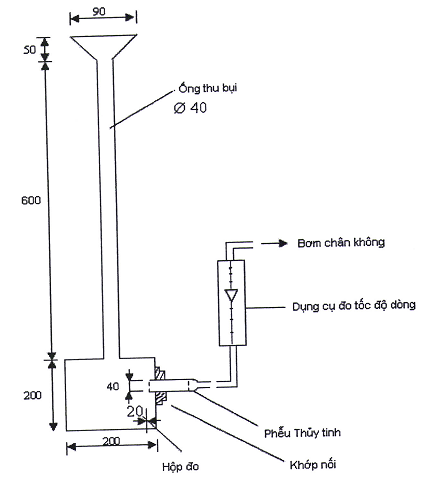 90
50
Ống thu bụi
Ø 40
600
Bơm chân không
Dụng cụ đo tốc độ dòng
200
40
20
Phễu Thủy tinh
200
Hộp đo
Khớp nối